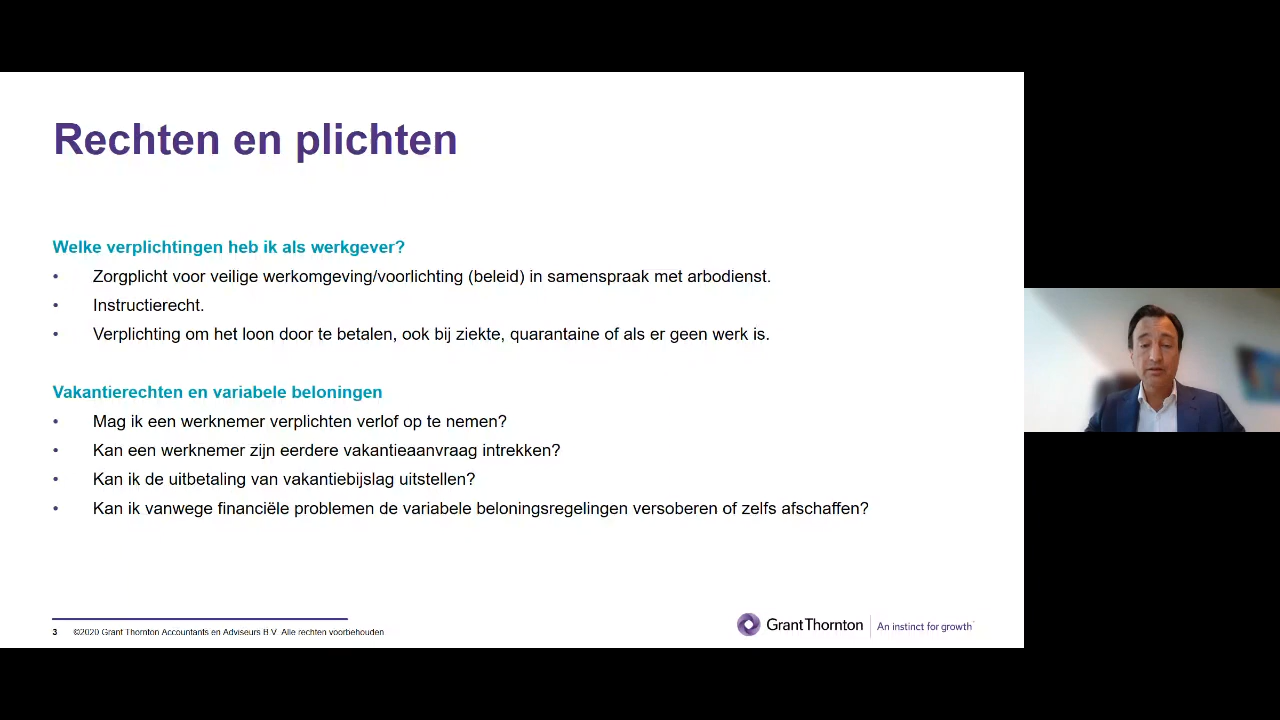 Rechten en plichten
Welke verplichtingen heb ik als werkgever?
• Zorgplicht voor veilige werkomgeving/voorlichting (beleid) in samenspraak met arbodienst.
• Instructierecht.
• Verplichting om het loon door te betalen, ook bij ziekte, quarantaine of als er geen werk is.
Vakantierechten en variabele beloningen
• Mag ik een werknemer verplichten verlof op te nemen?
• Kan een werknemer zijn eerdere vakantieaanvraag intrekken?
• Kan ik de uitbetaling van vakantiebijslag uitstellen?
• Kan ik vanwege financiële problemen de variabele beloningsregelingen versoberen of zelfs afschaffen?
3 ©2020 Grant Thornton Accountants en Adviseurs B.V. Alle rechten voorbehouden
Grant Thornton An instinct for growth